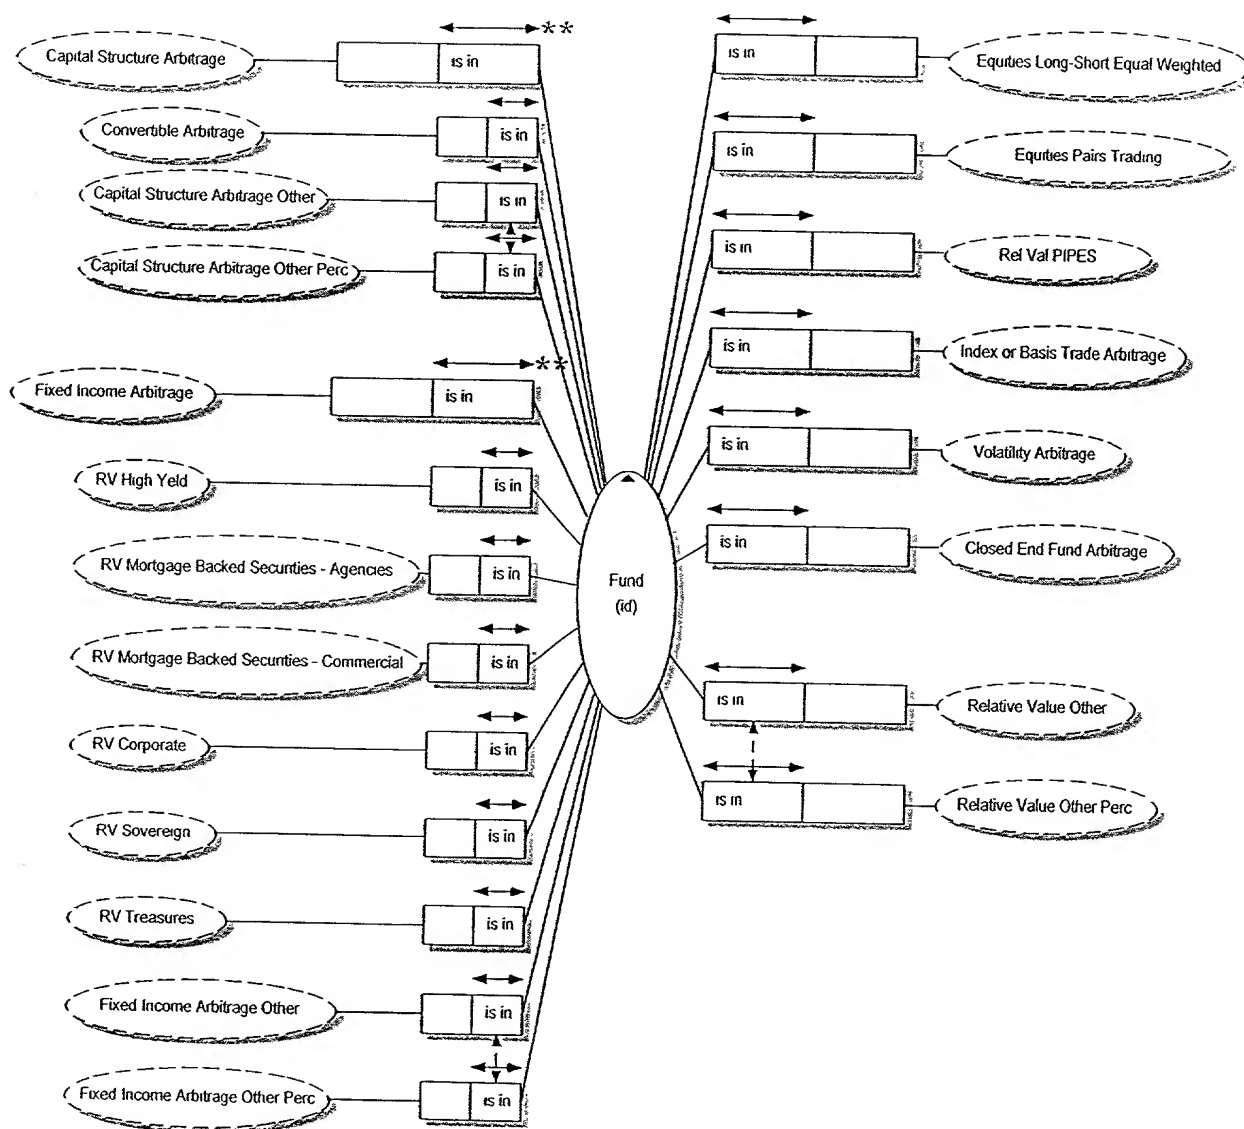 **
Capital Structure Arbitrage
is in
Convertible Arbitrage
is in
Capital Structure Arbitrage Other
is in
Capital Structure Arbitrage Other Perc
is in
**
Fixed Income Arbitrage
is in
RV High Yeld
is in
RV Mortgage Backed Securties - Agencies
is in
RV Mortgage Backed Securties - Commercial
is in
RV Corporate
is in
RV Sovereign
is in
RV Treasures
is in
Fixed Income Arbitrage Other
is in
Fixed Income Arbitrage Other Perc
is in
Fund
(id)
is in
Equities Long-Short Equal Weighted
is in
Equities Pairs Trading
is in
Rel Val PIPES
is in
Index or Basis Trade Arbitrage
is in
Volatility Arbitrage
is in
Closed End Fund Arbitrage
is in
Relative Value Other
is in
Relative Value Other Perc